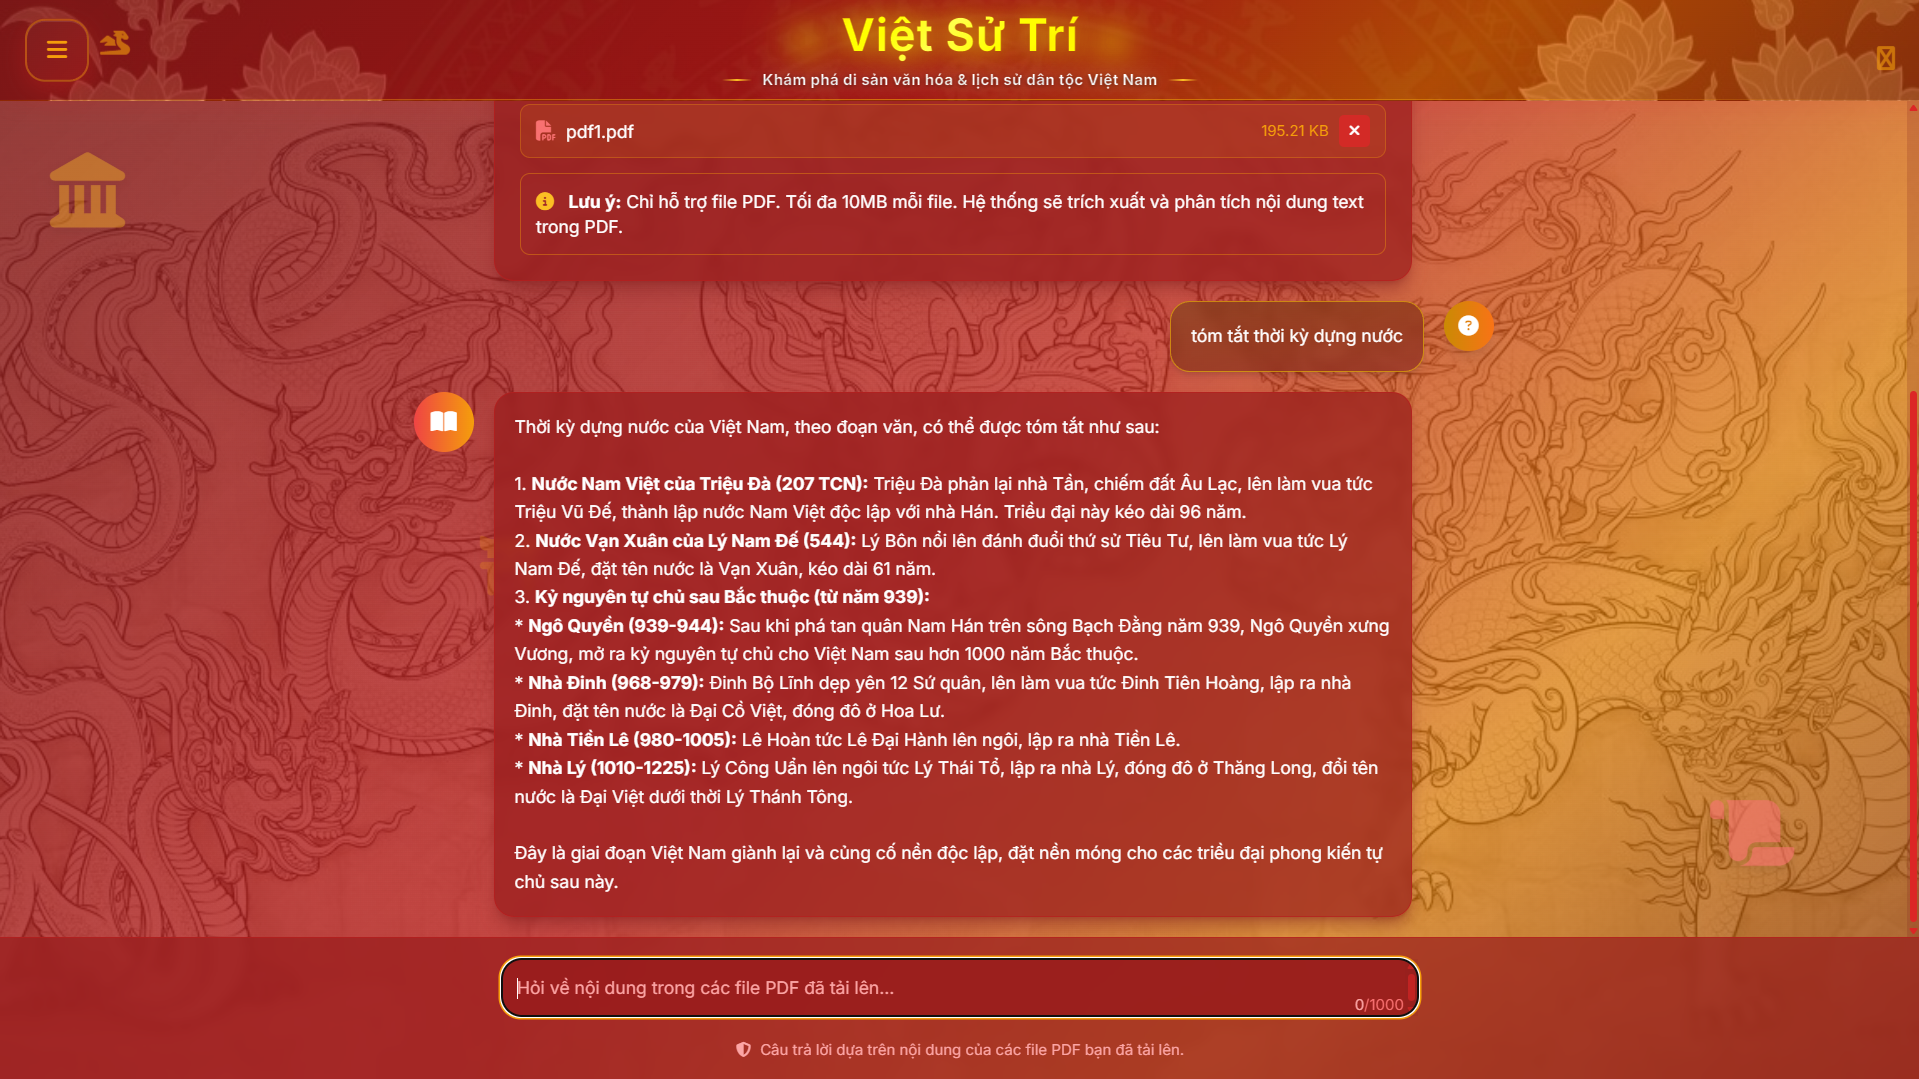 Việt Sử Trí
Khám phá di sản văn hóa & lịch sử dân tộc Việt Nam
PDF pdf1.pdf 195.21 KB
Lưu ý: Chỉ hỗ trợ file PDF. Tối đa 10MB mỗi file. Hệ thống sẽ trích xuất và phân tích nội dung text
trong PDF.
tóm tắt thời kỳ dựng nước
Thời kỳ dựng nước của Việt Nam, theo đoạn văn, có thể được tóm tắt như sau:
1. Nước Nam Việt của Triệu Đà (207 TCN): Triệu Đà phản lại nhà Tần, chiếm đất Âu Lạc, lên làm vua tức
Triệu Vũ Đế, thành lập nước Nam Việt độc lập với nhà Hán. Triều đại này kéo dài 96 năm.
2. Nước Vạn Xuân của Lý Nam Đế (544): Lý Bôn nổi lên đánh đuổi thứ sử Tiêu Tư, lên làm vua tức Lý
Nam Đế, đặt tên nước là Vạn Xuân, kéo dài 61 năm.
3. Kỷ nguyên tự chủ sau Bắc thuộc (từ năm 939):
* Ngô Quyền (939-944): Sau khi phá tan quân Nam Hán trên sông Bạch Đằng năm 939, Ngô Quyền xưng
Vương, mở ra kỷ nguyên tự chủ cho Việt Nam sau hơn 1000 năm Bắc thuộc.
* Nhà Đinh (968-979): Đinh Bộ Lĩnh dẹp yên 12 Sứ quân, lên làm vua tức Đinh Tiên Hoàng, lập ra nhà
Đinh, đặt tên nước là Đại Cồ Việt, đóng đô ở Hoa Lư.
* Nhà Tiền Lê (980-1005): Lê Hoàn tức Lê Đại Hành lên ngôi, lập ra nhà Tiền Lê.
* Nhà Lý (1010-1225): Lý Công Uẩn lên ngôi tức Lý Thái Tổ, lập ra nhà Lý, đóng đô ở Thăng Long, đổi tên
nước là Đại Việt dưới thời Lý Thánh Tông.
Đây là giai đoạn Việt Nam giành lại và củng cố nền độc lập, đặt nền móng cho các triều đại phong kiến tự
chủ sau này.
Hỏi về nội dung trong các file PDF đã tải lên...
0/1000
Câu trả lời dựa trên nội dung của các file PDF bạn đã tải lên.